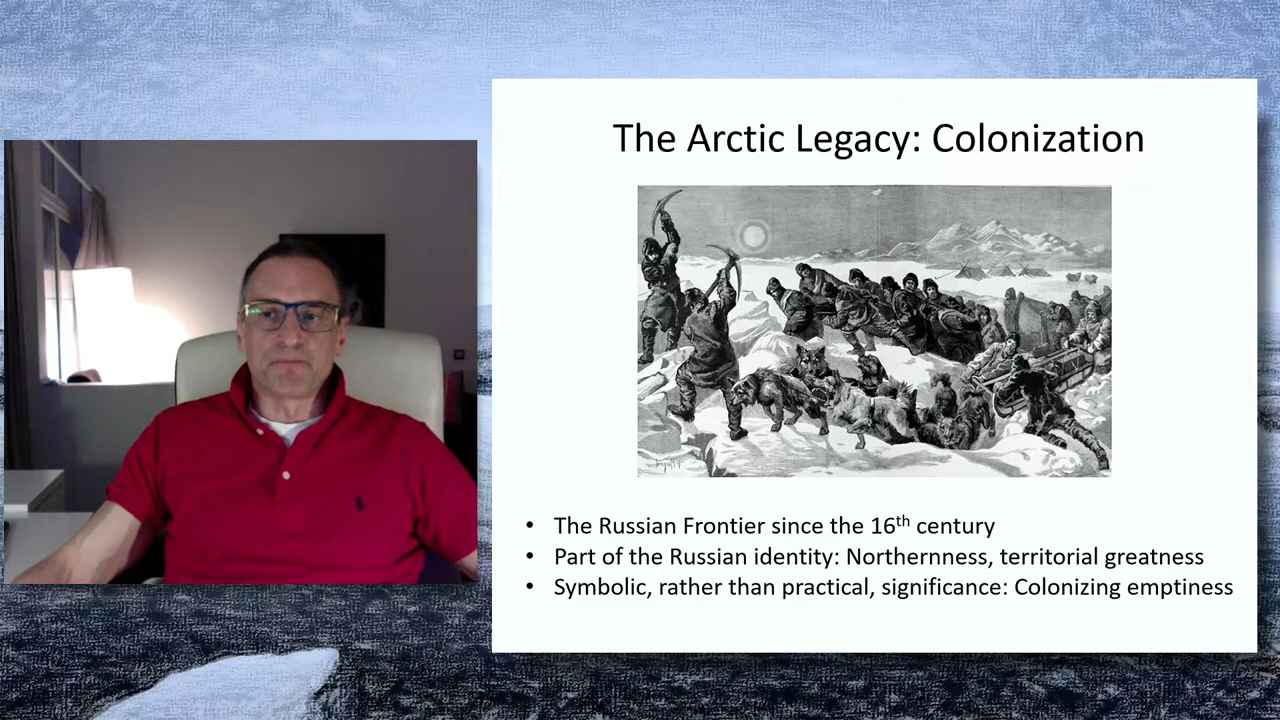 The Arctic Legacy: Colonization
• The Russian Frontier since the 16th century
• Part of the Russian identity: Northernness, territorial greatness
• Symbolic, rather than practical, significance: Colonizing emptiness